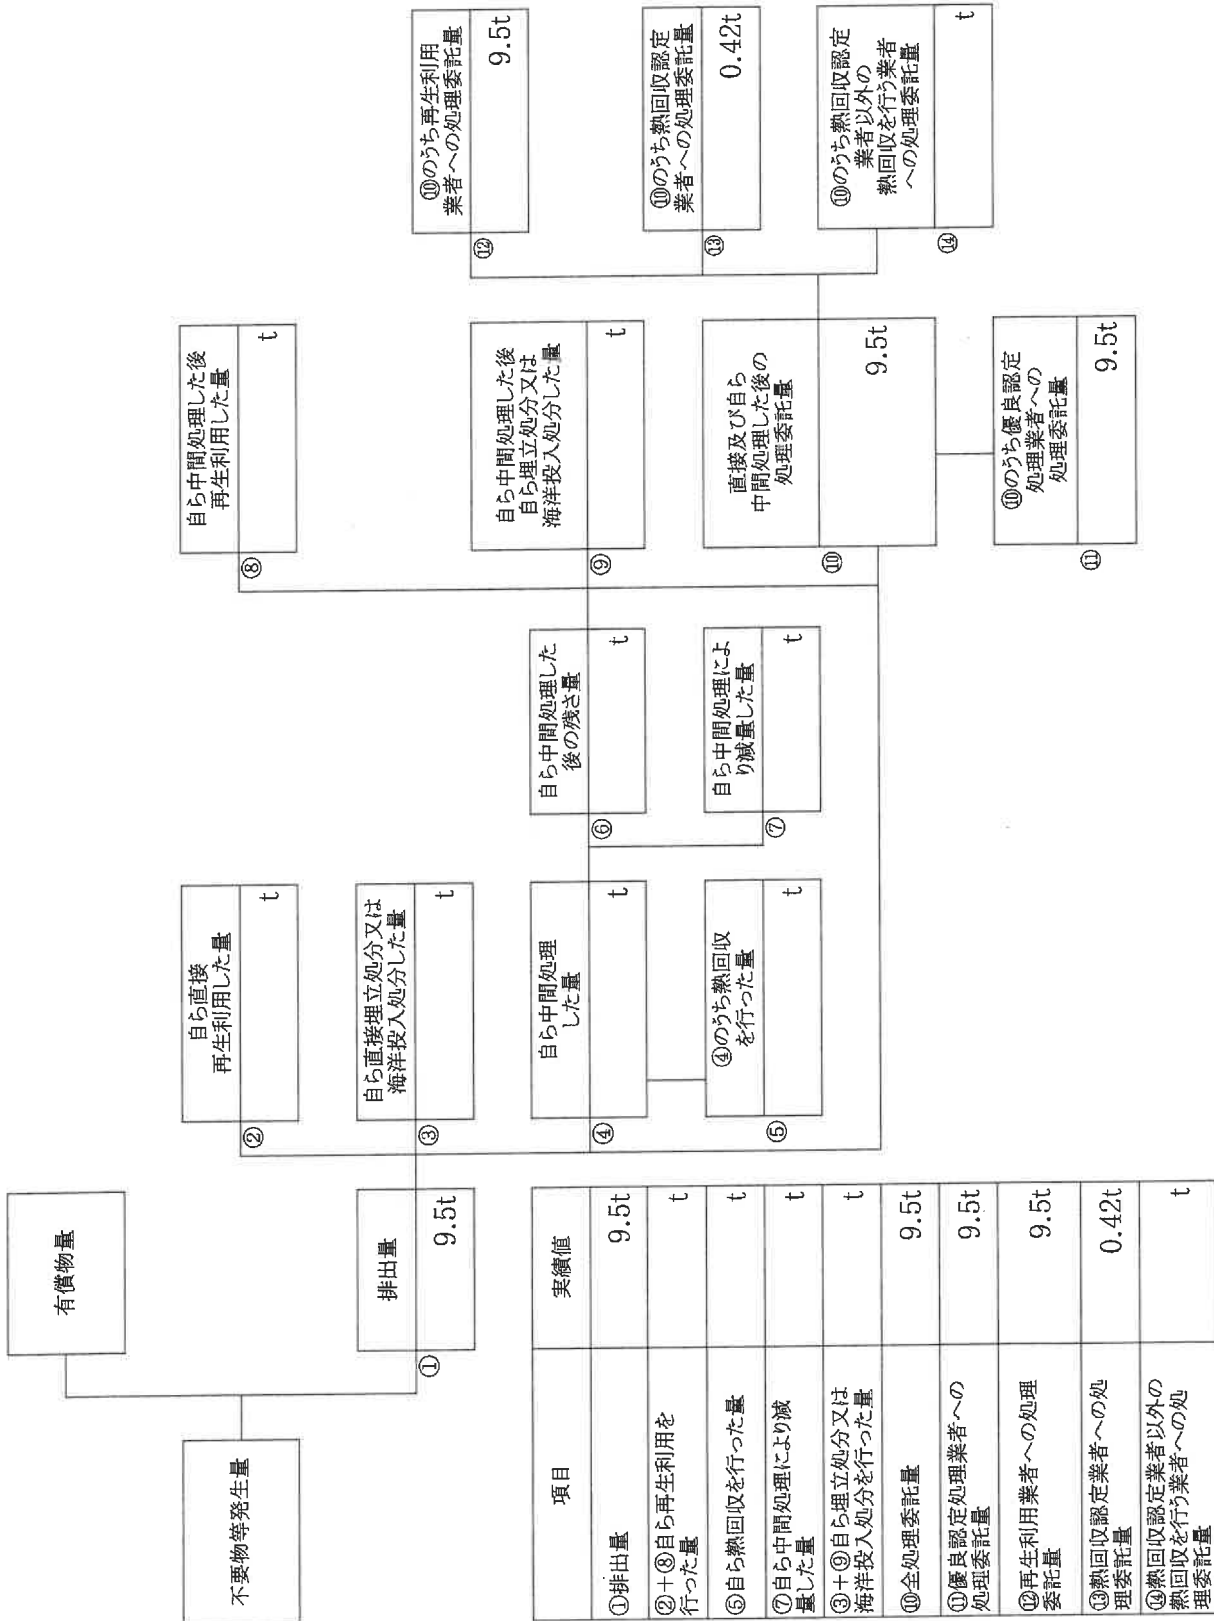 不要物等発生量
有償物量
①
排出量
9.5t
②
自ら直接
再生利用した量
t
③
自ら直接埋立処分又は
海洋投入処分した量
t
④
自ら中間処理
した量
t
⑤
④のうち熱回収
を行った量
t
⑥
自ら中間処理した
後の残さ量
t
⑦
自ら中間処理によ
り減量した量
t
⑧
自ら中間処理した後
再生利用した量
t
⑨
自ら中間処理した後
自ら埋立処分又は
海洋投入処分した量
t
⑩
直接及び自ら
中間処理した後の
処理委託量
9.5t
⑪
⑩のうち優良認定
処理業者への
処理委託量
9.5t
⑫
⑩のうち再生利用
業者への処理委託量
9.5t
⑬
⑩のうち熱回収認定
業者への処理委託量
0.42t
⑭
⑩のうち熱回収認定
業者以外の
熱回収を行う業者
への処理委託量
t
項目 実績値
①排出量 9.5t
②+⑧自ら再生利用を
行った量 t
⑤自ら熱回収を行った量 t
⑦自ら中間処理により減
量した量 t
③+⑨自ら埋立処分又は
海洋投入処分を行った量 t
⑩全処理委託量 9.5t
⑪優良認定処理業者への
処理委託量 9.5t
⑫再生利用業者への処理
委託量 9.5t
⑬熱回収認定業者への処
理委託量 0.42t
⑭熱回収認定業者以外の
熱回収を行う業者への処
理委託量 t